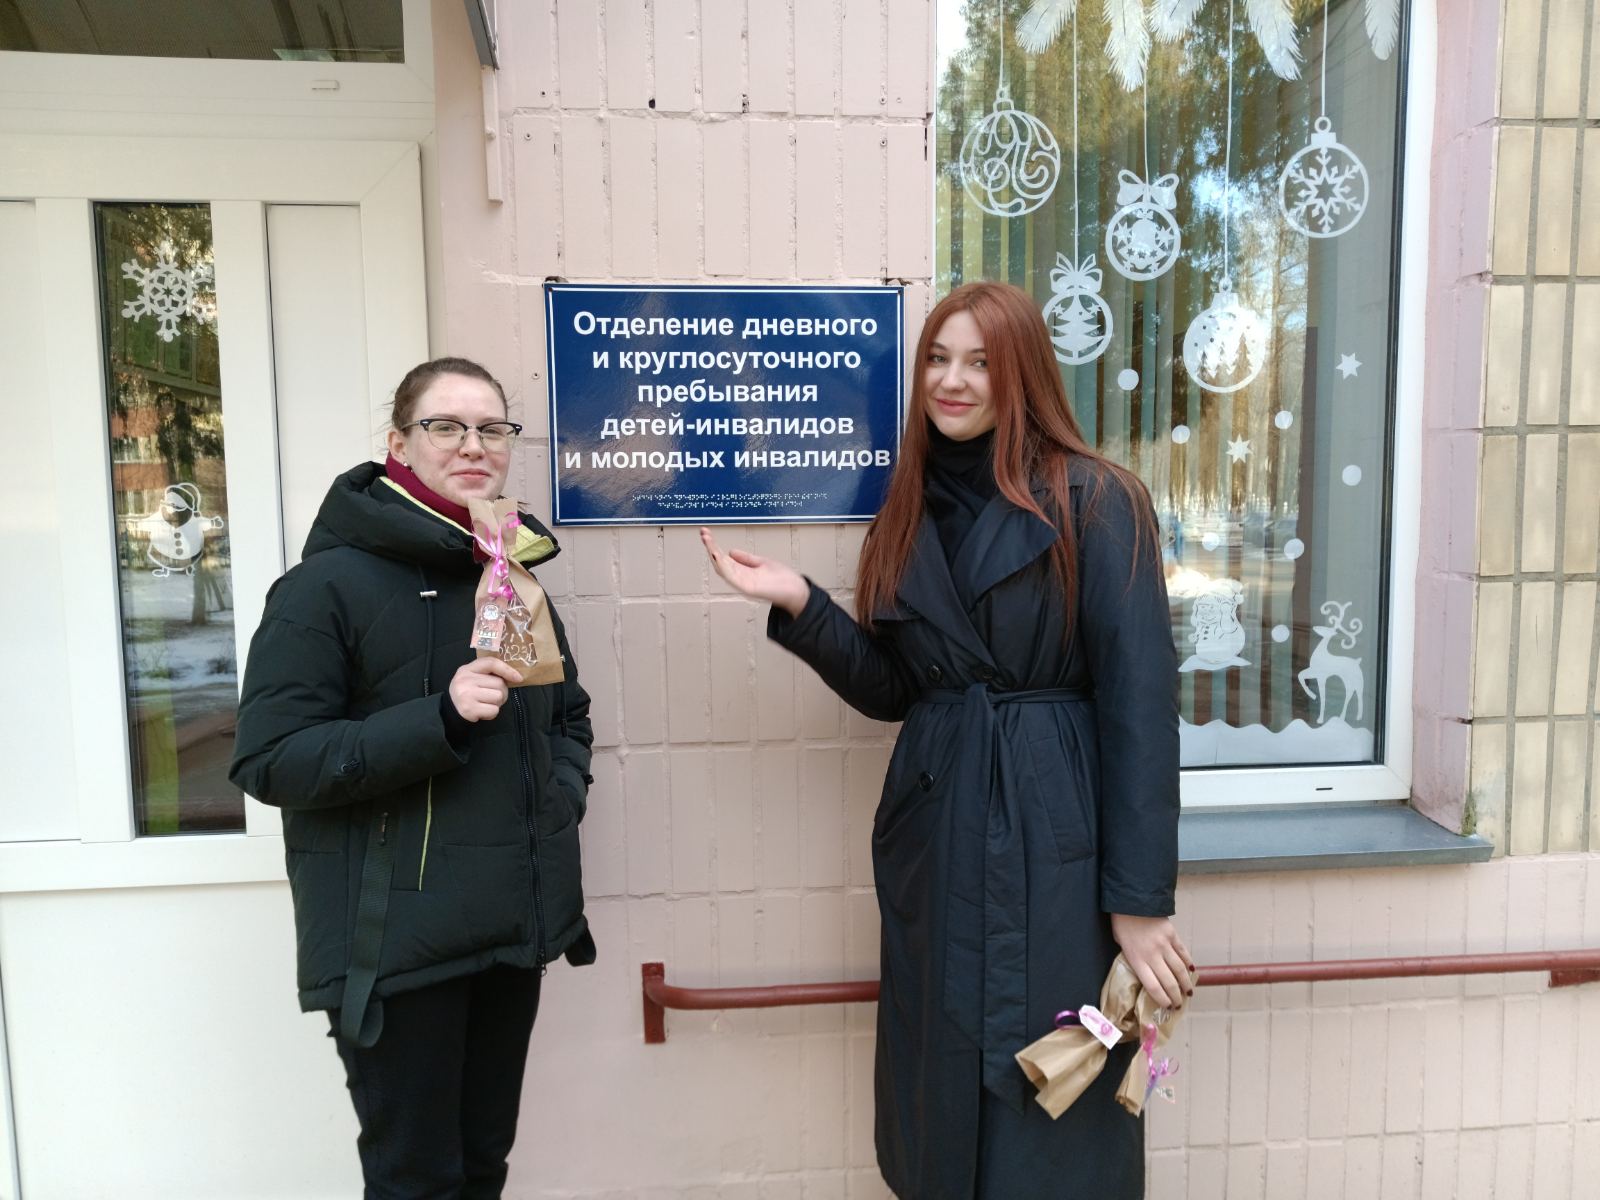 Отделение дневного
и круглосуточного
пребывания
детей-инвалидов
и молодых инвалидов